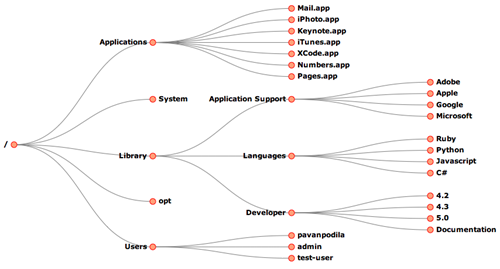 /
Applications
Mail.app
iPhoto.app
Keynote.app
iTunes.app
XCode.app
Numbers.app
Pages.app
System
Library
Application Support
Adobe
Apple
Google
Microsoft
Languages
Ruby
Python
Javascript
C#
Developer
4.2
4.3
5.0
Documentation
opt
Users
pavanpodila
admin
test-user